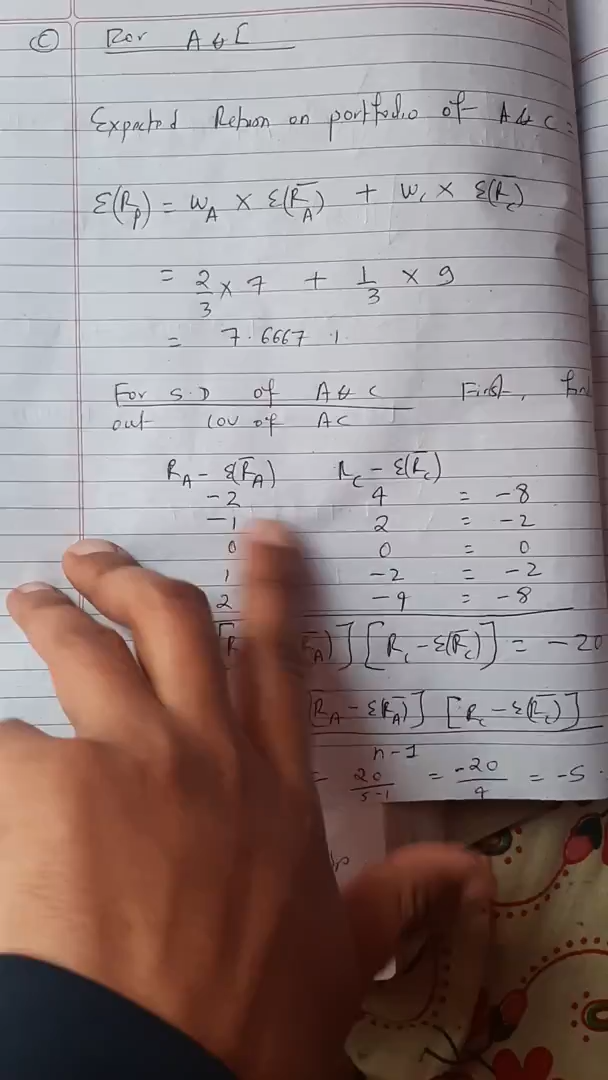 (C) For A & C
Expected Return on portfolio of A & C =
E(Rp) = WA × E(R̄A) + Wc × E(R̄c)
= 2/3 × 7 + 1/3 × 9
= 7.6667 %
For S.D of A & C First,
out Cov of AC
RA - E(R̄A) Rc - E(R̄c)
-2 4 = -8
-1 2 = -2
0 0 = 0
1 -2 = -2
2 -4 = -8
A)] [Rc - E(R̄c)] = -20
[RA - E(R̄A)] [Rc - E(R̄c)]
n-1
= 20/5-1 = -20/4 = -5